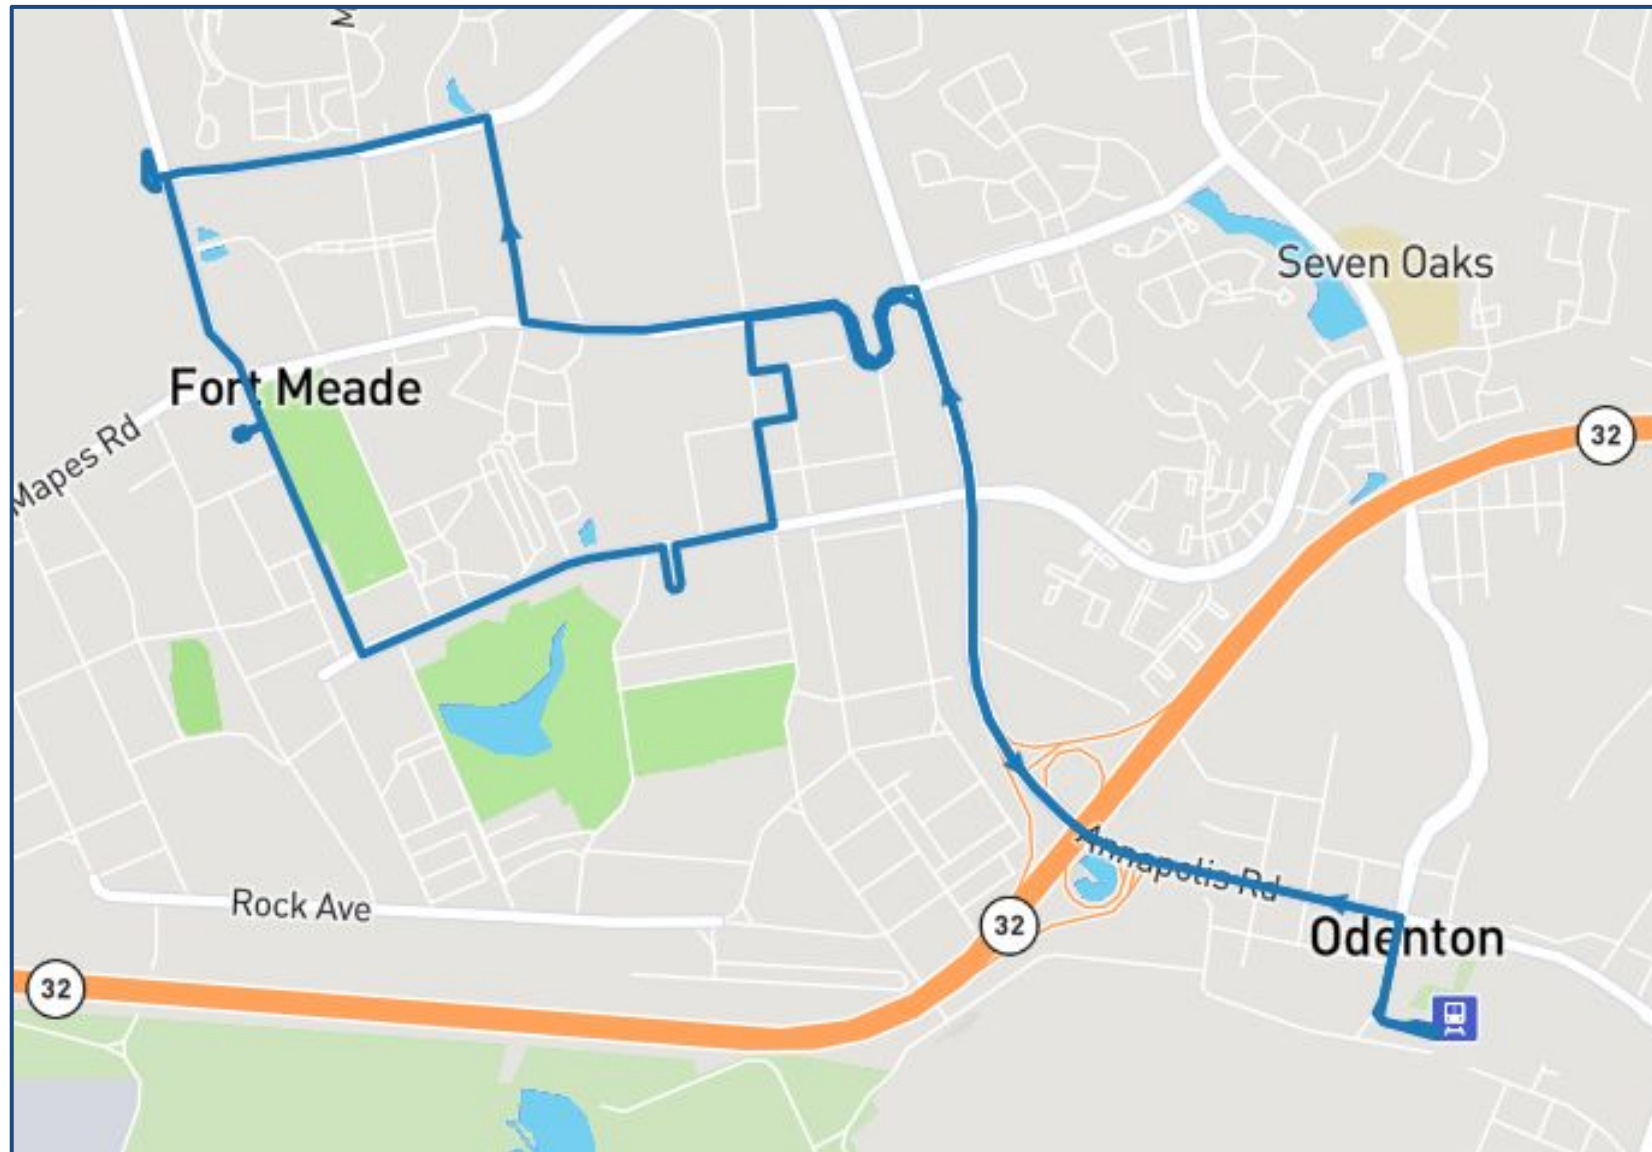 M
Seven Oaks
Fort Meade
32
Mapes Rd
Annapolis Rd
Rock Ave
32
Odenton
32